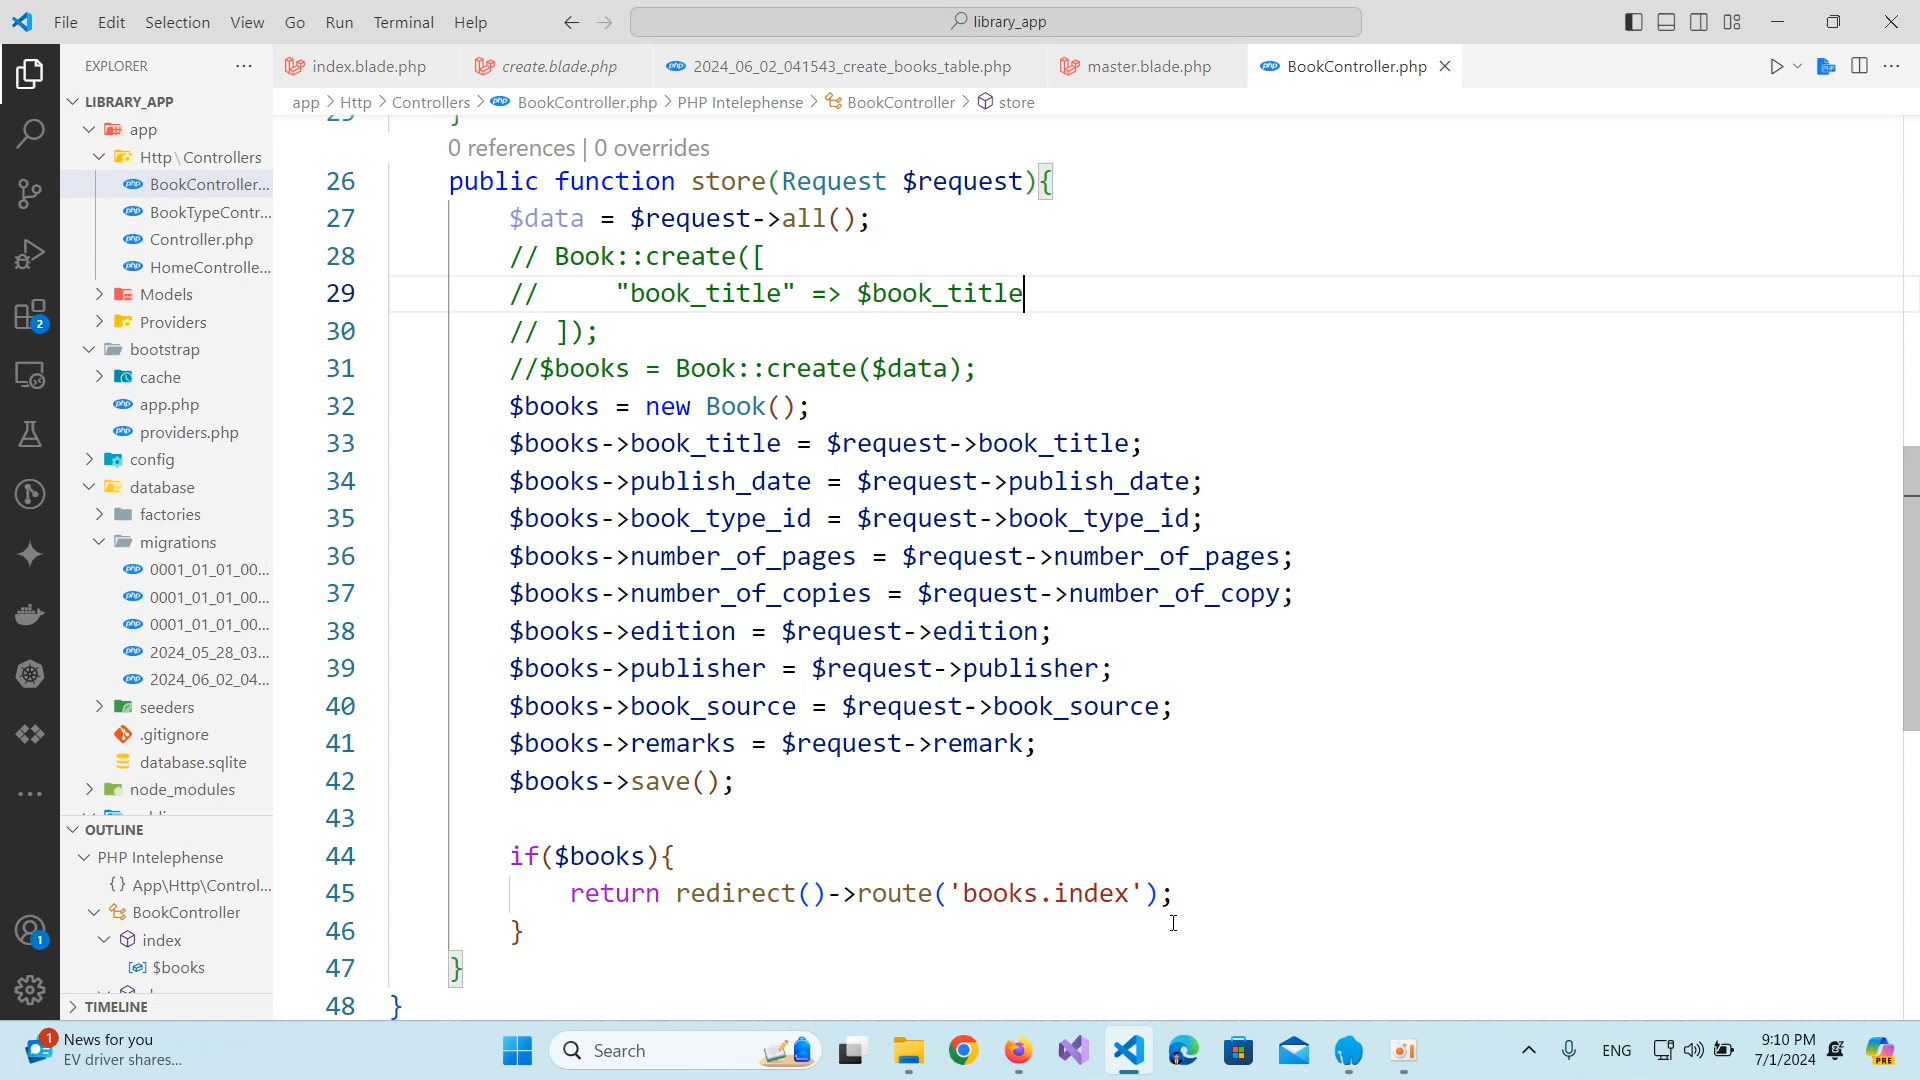 File Edit Selection View Go Run Terminal Help
library_app
EXPLORER
index.blade.php
create.blade.php
2024_06_02_041543_create_books_table.php
master.blade.php
BookController.php
app > Http > Controllers > BookController.php > PHP Intelephense > BookController > store
LIBRARY_APP
app
Http \ Controllers
BookController...
BookTypeContr...
Controller.php
HomeControlle...
Models
Providers
bootstrap
cache
app.php
providers.php
config
database
factories
migrations
0001_01_01_00...
0001_01_01_00...
0001_01_01_00...
2024_05_28_03...
2024_06_02_04...
seeders
.gitignore
database.sqlite
node_modules
OUTLINE
PHP Intelephense
{} App\Http\Control...
BookController
index
$books
TIMELINE
2
1
}
0 references | 0 overrides
26 public function store(Request $request){
27 $data = $request->all();
28 // Book::create([
29 // "book_title" => $book_title
30 // ]);
31 //$books = Book::create($data);
32 $books = new Book();
33 $books->book_title = $request->book_title;
34 $books->publish_date = $request->publish_date;
35 $books->book_type_id = $request->book_type_id;
36 $books->number_of_pages = $request->number_of_pages;
37 $books->number_of_copies = $request->number_of_copy;
38 $books->edition = $request->edition;
39 $books->publisher = $request->publisher;
40 $books->book_source = $request->book_source;
41 $books->remarks = $request->remark;
42 $books->save();
43
44 if($books){
45 return redirect()->route('books.index');
46 }
47 }
48 }
1
News for you
EV driver shares...
Search
ENG
9:10 PM
7/1/2024
PRE